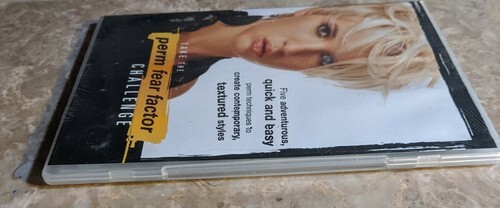 TAKE THE
perm fear factor
CHALLENGE
Five adventurous,
quick and easy
perm techniques to
create contemporary,
textured styles